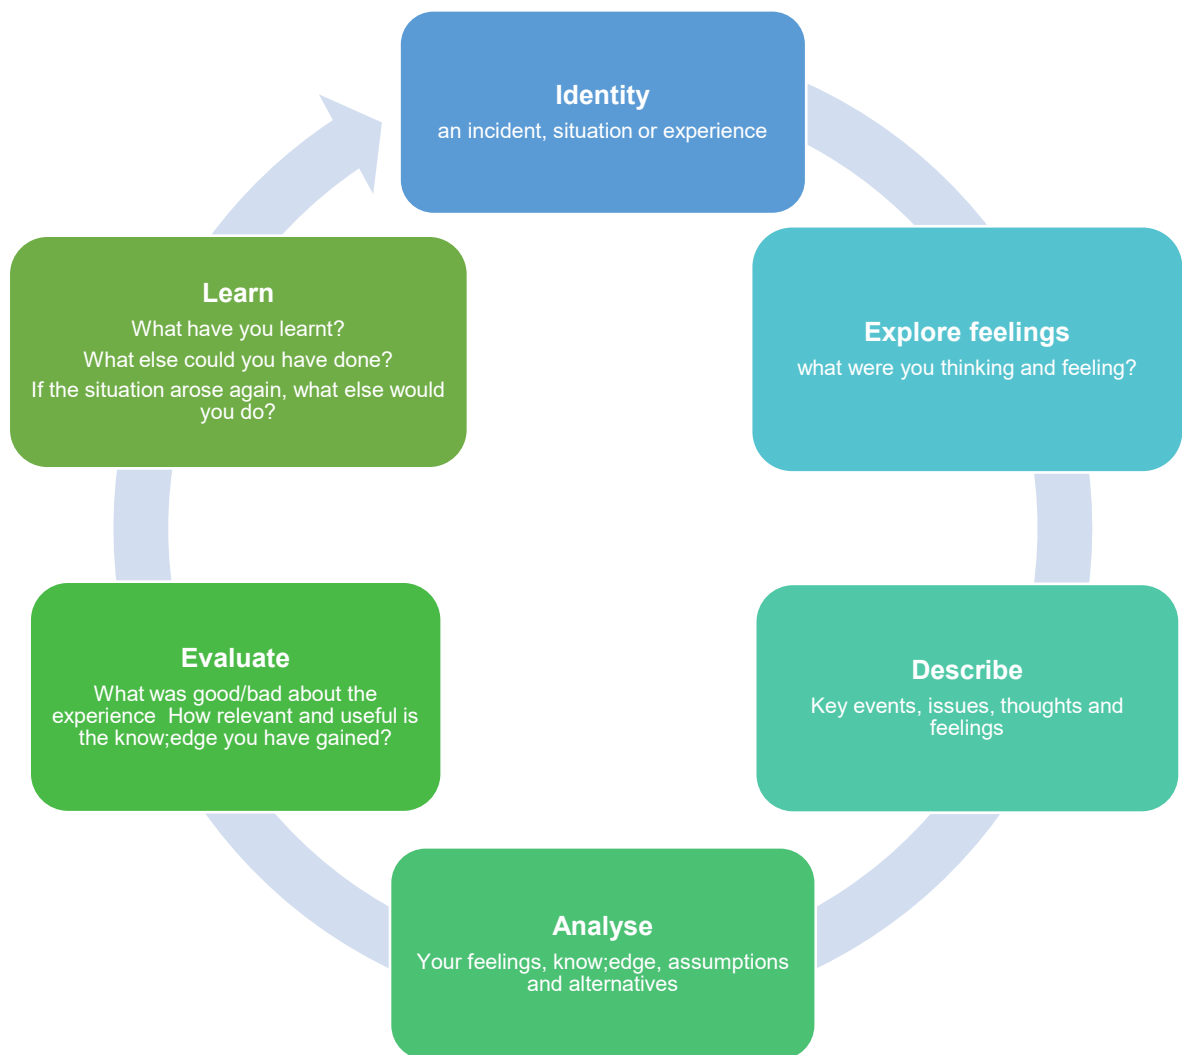 Identity
an incident, situation or experience
Explore feelings
what were you thinking and feeling?
Describe
Key events, issues, thoughts and
feelings
Analyse
Your feelings, know;edge, assumptions
and alternatives
Evaluate
What was good/bad about the
experience  How relevant and useful is
the know;edge you have gained?
Learn
What have you learnt?
What else could you have done?
If the situation arose again, what else would
you do?